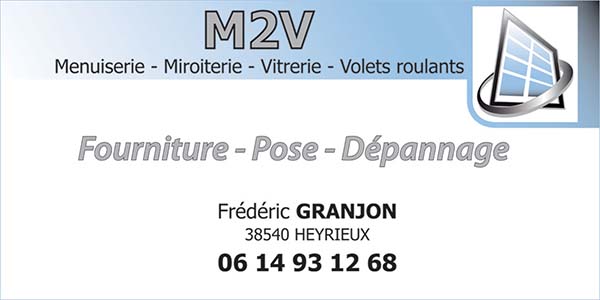 M2V
Menuiserie - Miroiterie - Vitrerie - Volets roulants
Fourniture - Pose - Dépannage
Frédéric GRANJON
38540 HEYRIEUX
06 14 93 12 68